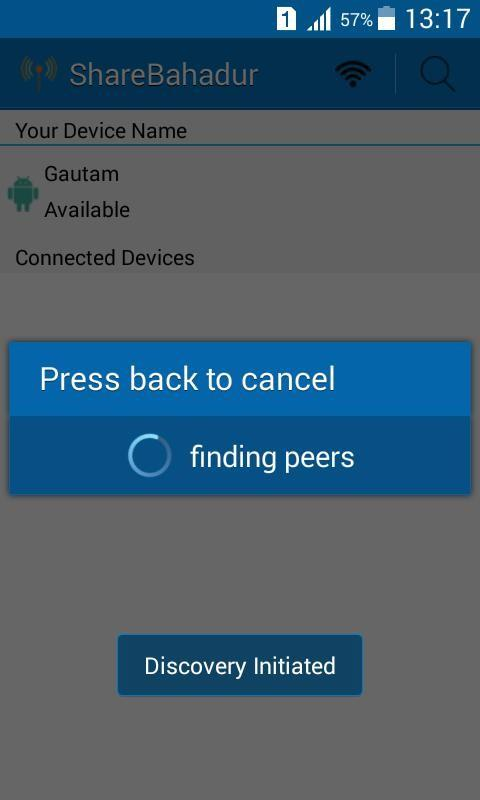 1 57% 13:17
ShareBahadur
Your Device Name
Gautam
Available
Connected Devices
Press back to cancel
finding peers
Discovery Initiated